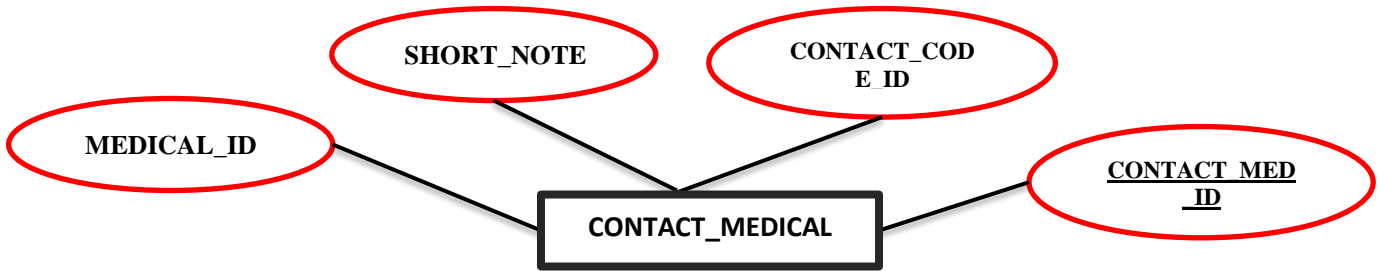 SHORT_NOTE
CONTACT_COD
E_ID
MEDICAL_ID
CONTACT_MED
_ID
CONTACT_MEDICAL